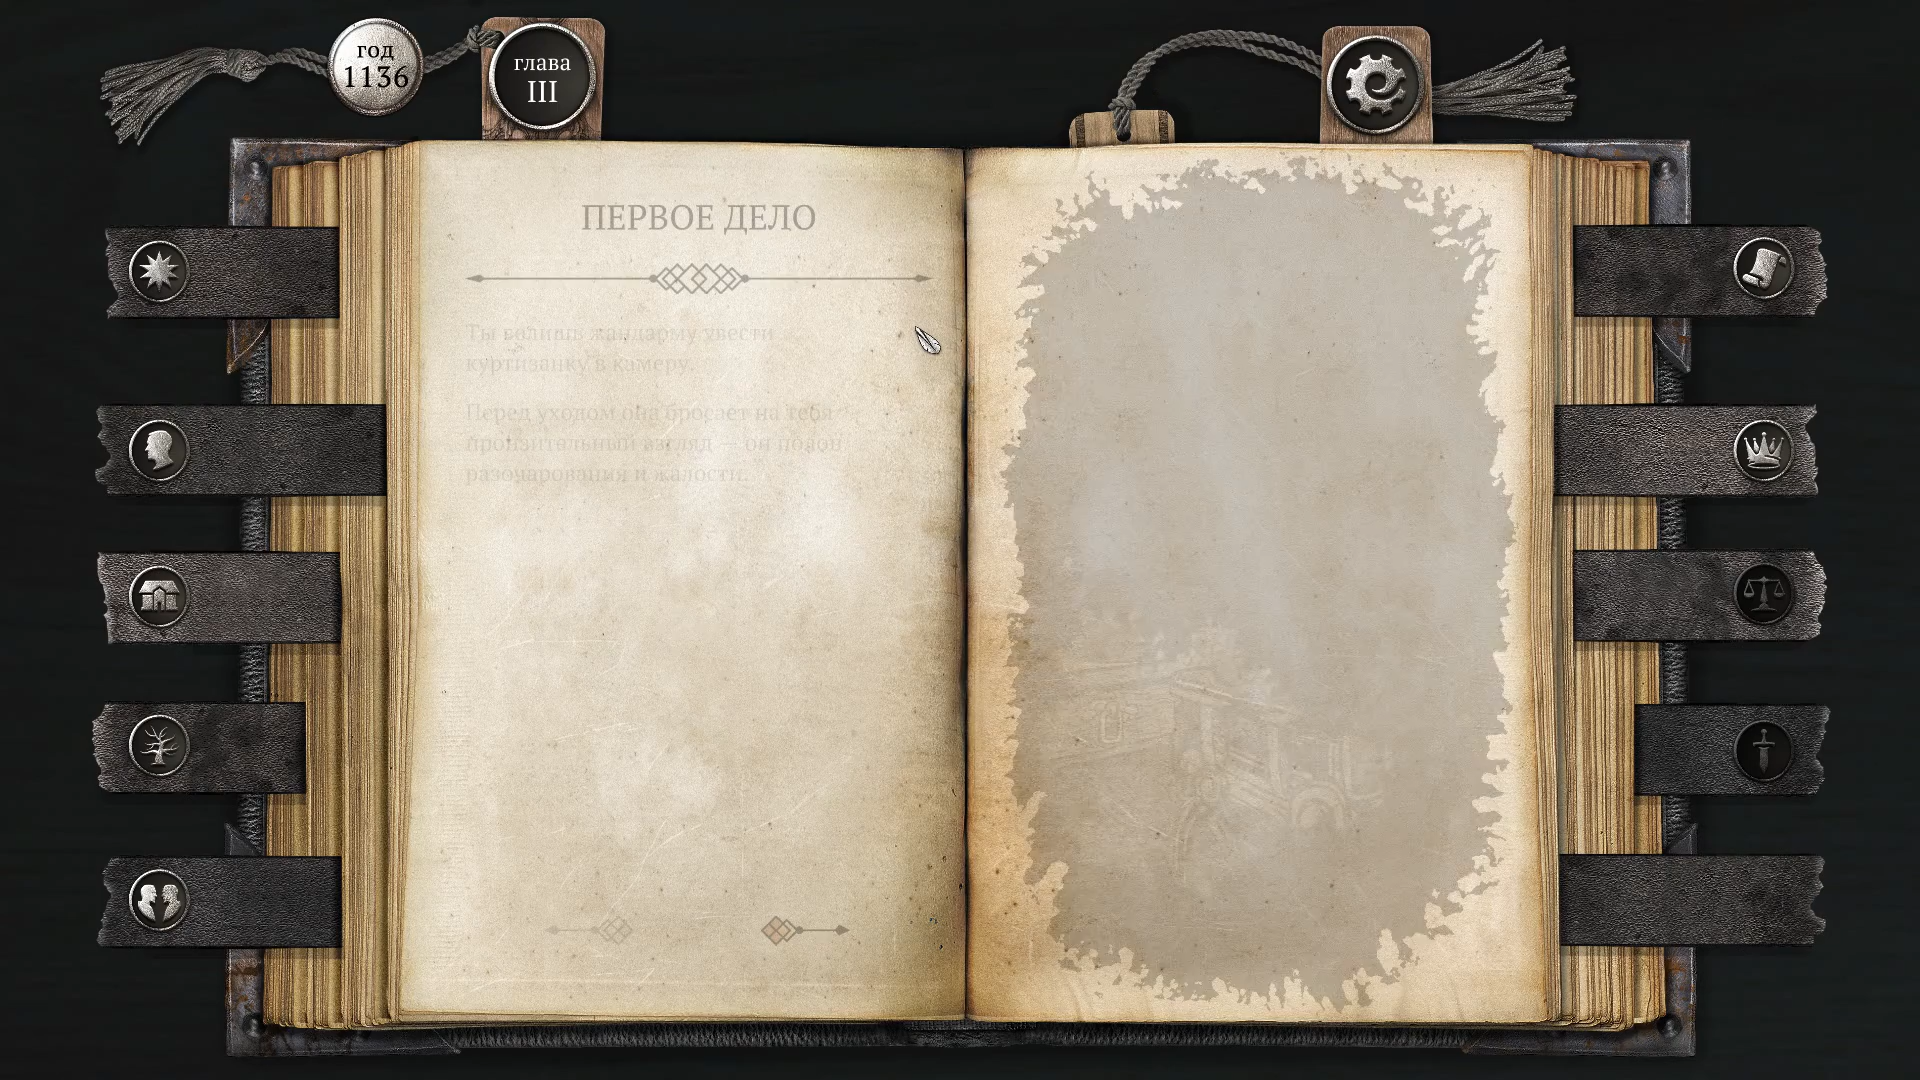 год
1136
глава
III
ПЕРВОЕ ДЕЛО
Ты велишь жандарму увести
куртизанку в камеру.
Перед уходом она бросает на тебя
пронзительный взгляд — он полон
разочарования и жалости.